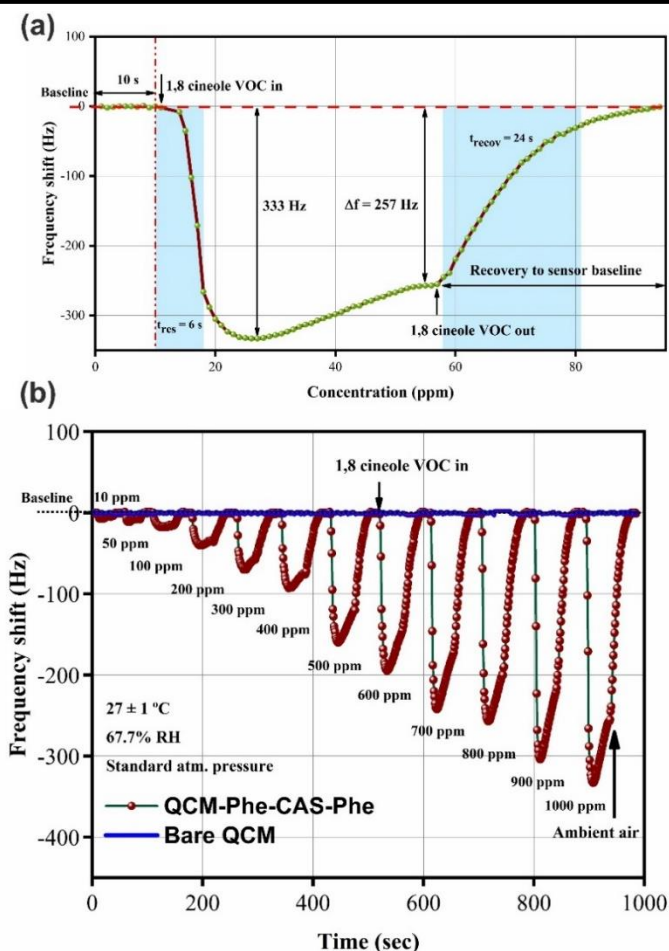 (a)
100
0
-100
-200
-300
Frequency shift (Hz)
Baseline
10 s
1,8 cineole VOC in
t_recov = 24 s
333 Hz
Δf = 257 Hz
Recovery to sensor baseline
t_res = 6 s
1,8 cineole VOC out
0 20 40 60 80
Concentration (ppm)
(b)
100
0
-100
-200
-300
-400
Frequency shift (Hz)
1,8 cineole VOC in
Baseline
10 ppm
50 ppm
100 ppm
200 ppm
300 ppm
400 ppm
500 ppm
600 ppm
700 ppm
800 ppm
900 ppm
1000 ppm
27 ± 1 °C
67.7% RH
Standard atm. pressure
QCM-Phe-CAS-Phe
Bare QCM
Ambient air
0 200 400 600 800 1000
Time (sec)